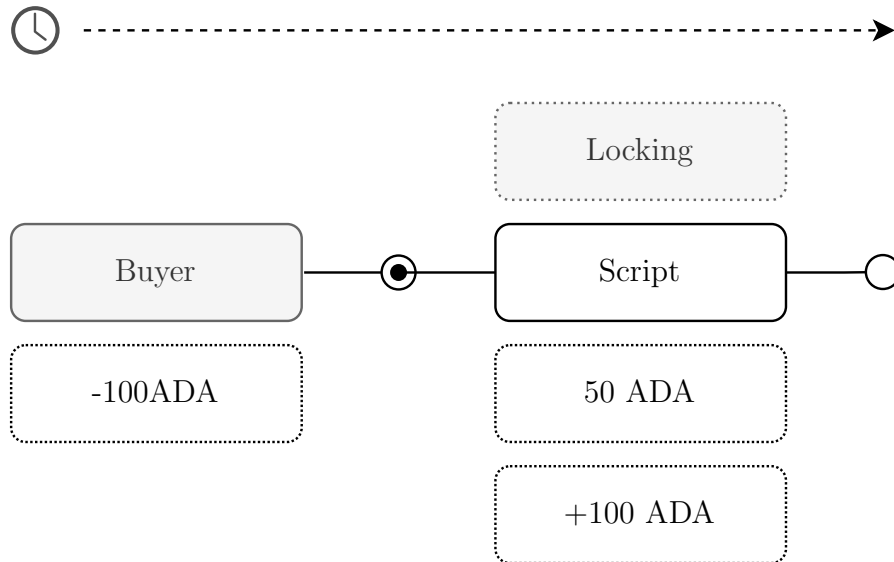 Locking
Buyer
Script
-100ADA
50 ADA
+100 ADA